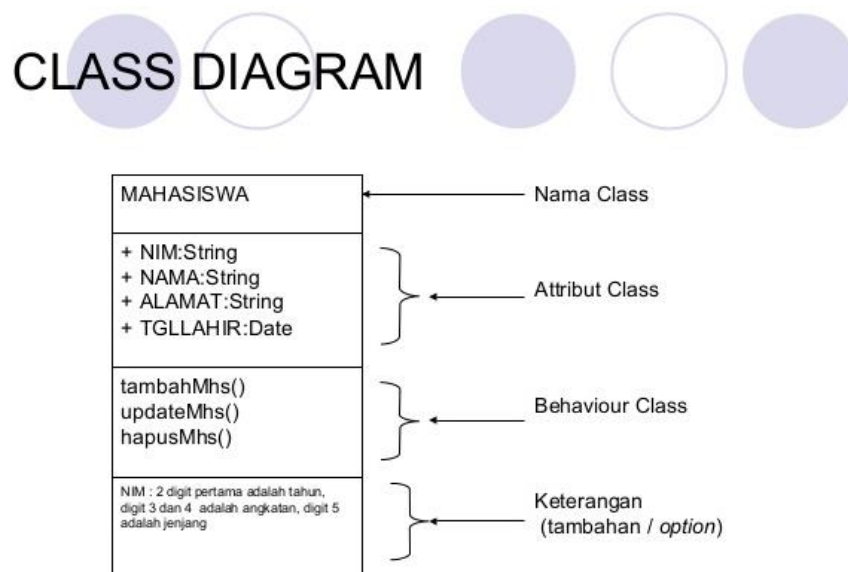 CLASS DIAGRAM
MAHASISWA
Nama Class
+ NIM:String
+ NAMA:String
+ ALAMAT:String
+ TGLLAHIR:Date
Attribut Class
tambahMhs()
updateMhs()
hapusMhs()
Behaviour Class
NIM : 2 digit pertama adalah tahun,
digit 3 dan 4 adalah angkatan, digit 5
adalah jenjang
Keterangan
(tambahan / option)